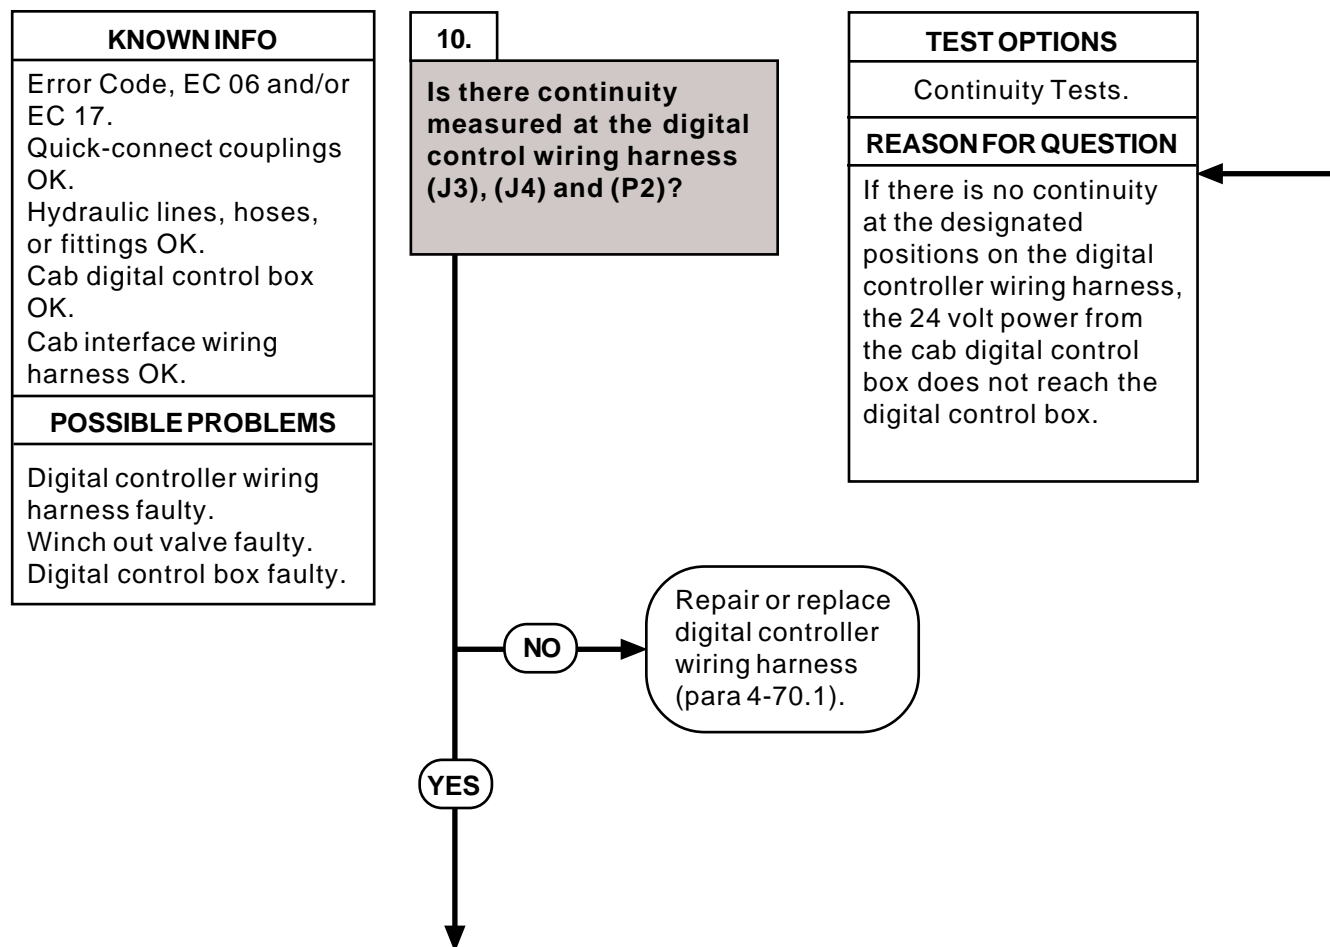 KNOWN INFO
Error Code, EC 06 and/or
EC 17.
Quick-connect couplings
OK.
Hydraulic lines, hoses,
or fittings OK.
Cab digital control box
OK.
Cab interface wiring
harness OK.
POSSIBLE PROBLEMS
Digital controller wiring
harness faulty.
Winch out valve faulty.
Digital control box faulty.
10.
Is there continuity
measured at the digital
control wiring harness
(J3), (J4) and (P2)?
TEST OPTIONS
Continuity Tests.
REASON FOR QUESTION
If there is no continuity
at the designated
positions on the digital
controller wiring harness,
the 24 volt power from
the cab digital control
box does not reach the
digital control box.
NO
Repair or replace
digital controller
wiring harness
(para 4-70.1).
YES